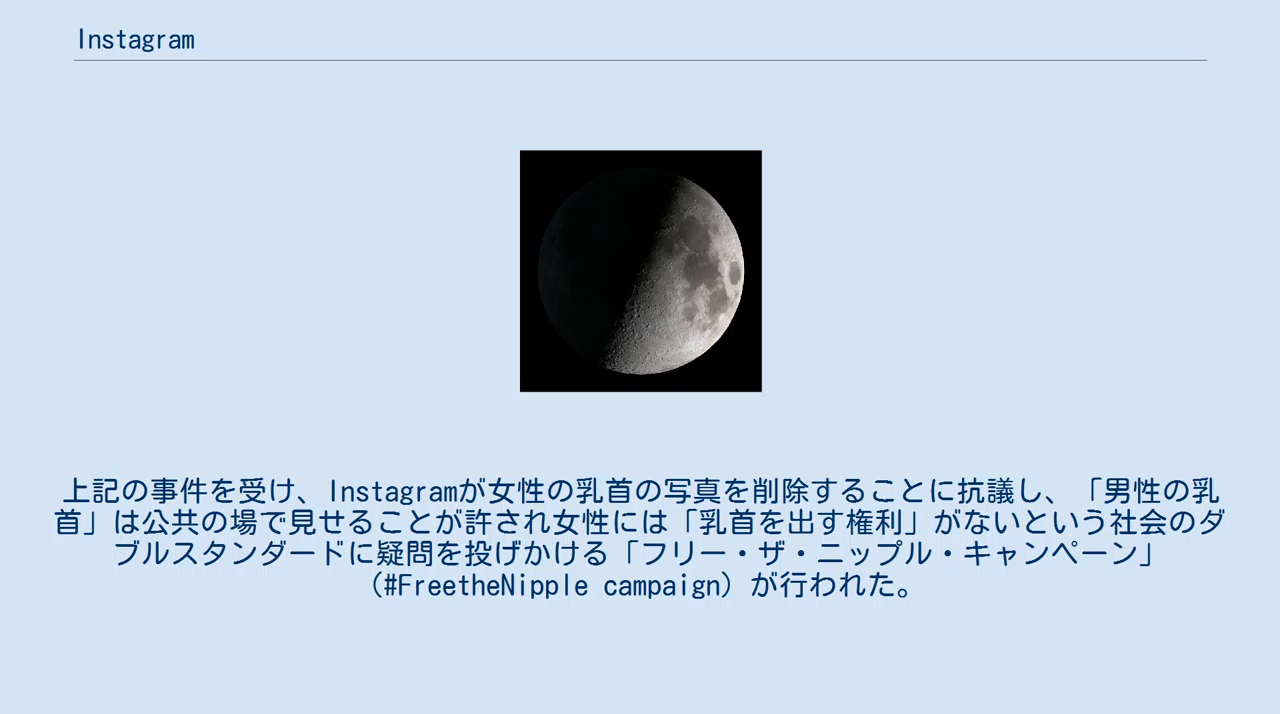 Instagram
上記の事件を受け、Instagramが女性の乳首の写真を削除することに抗議し、「男性の乳
首」は公共の場で見せることが許され女性には「乳首を出す権利」がないという社会のダ
ブルスタンダードに疑問を投げかける「フリー・ザ・ニップル・キャンペーン」
（#FreetheNipple campaign）が行われた。